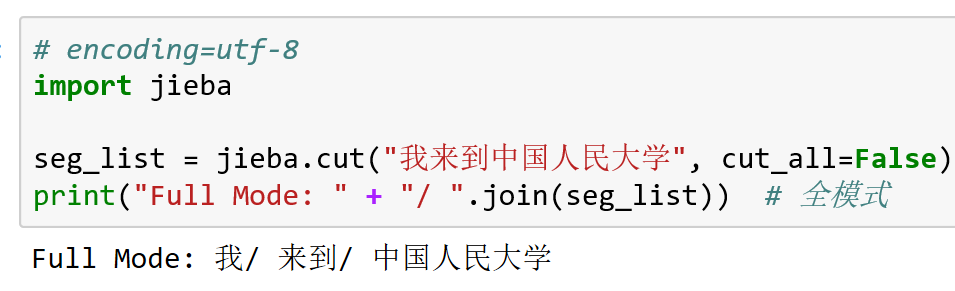 # encoding=utf-8
import jieba
seg_list = jieba.cut("我来到中国人民大学", cut_all=False)
print("Full Mode: " + "/ ".join(seg_list))  # 全模式
Full Mode: 我/ 来到/ 中国人民大学